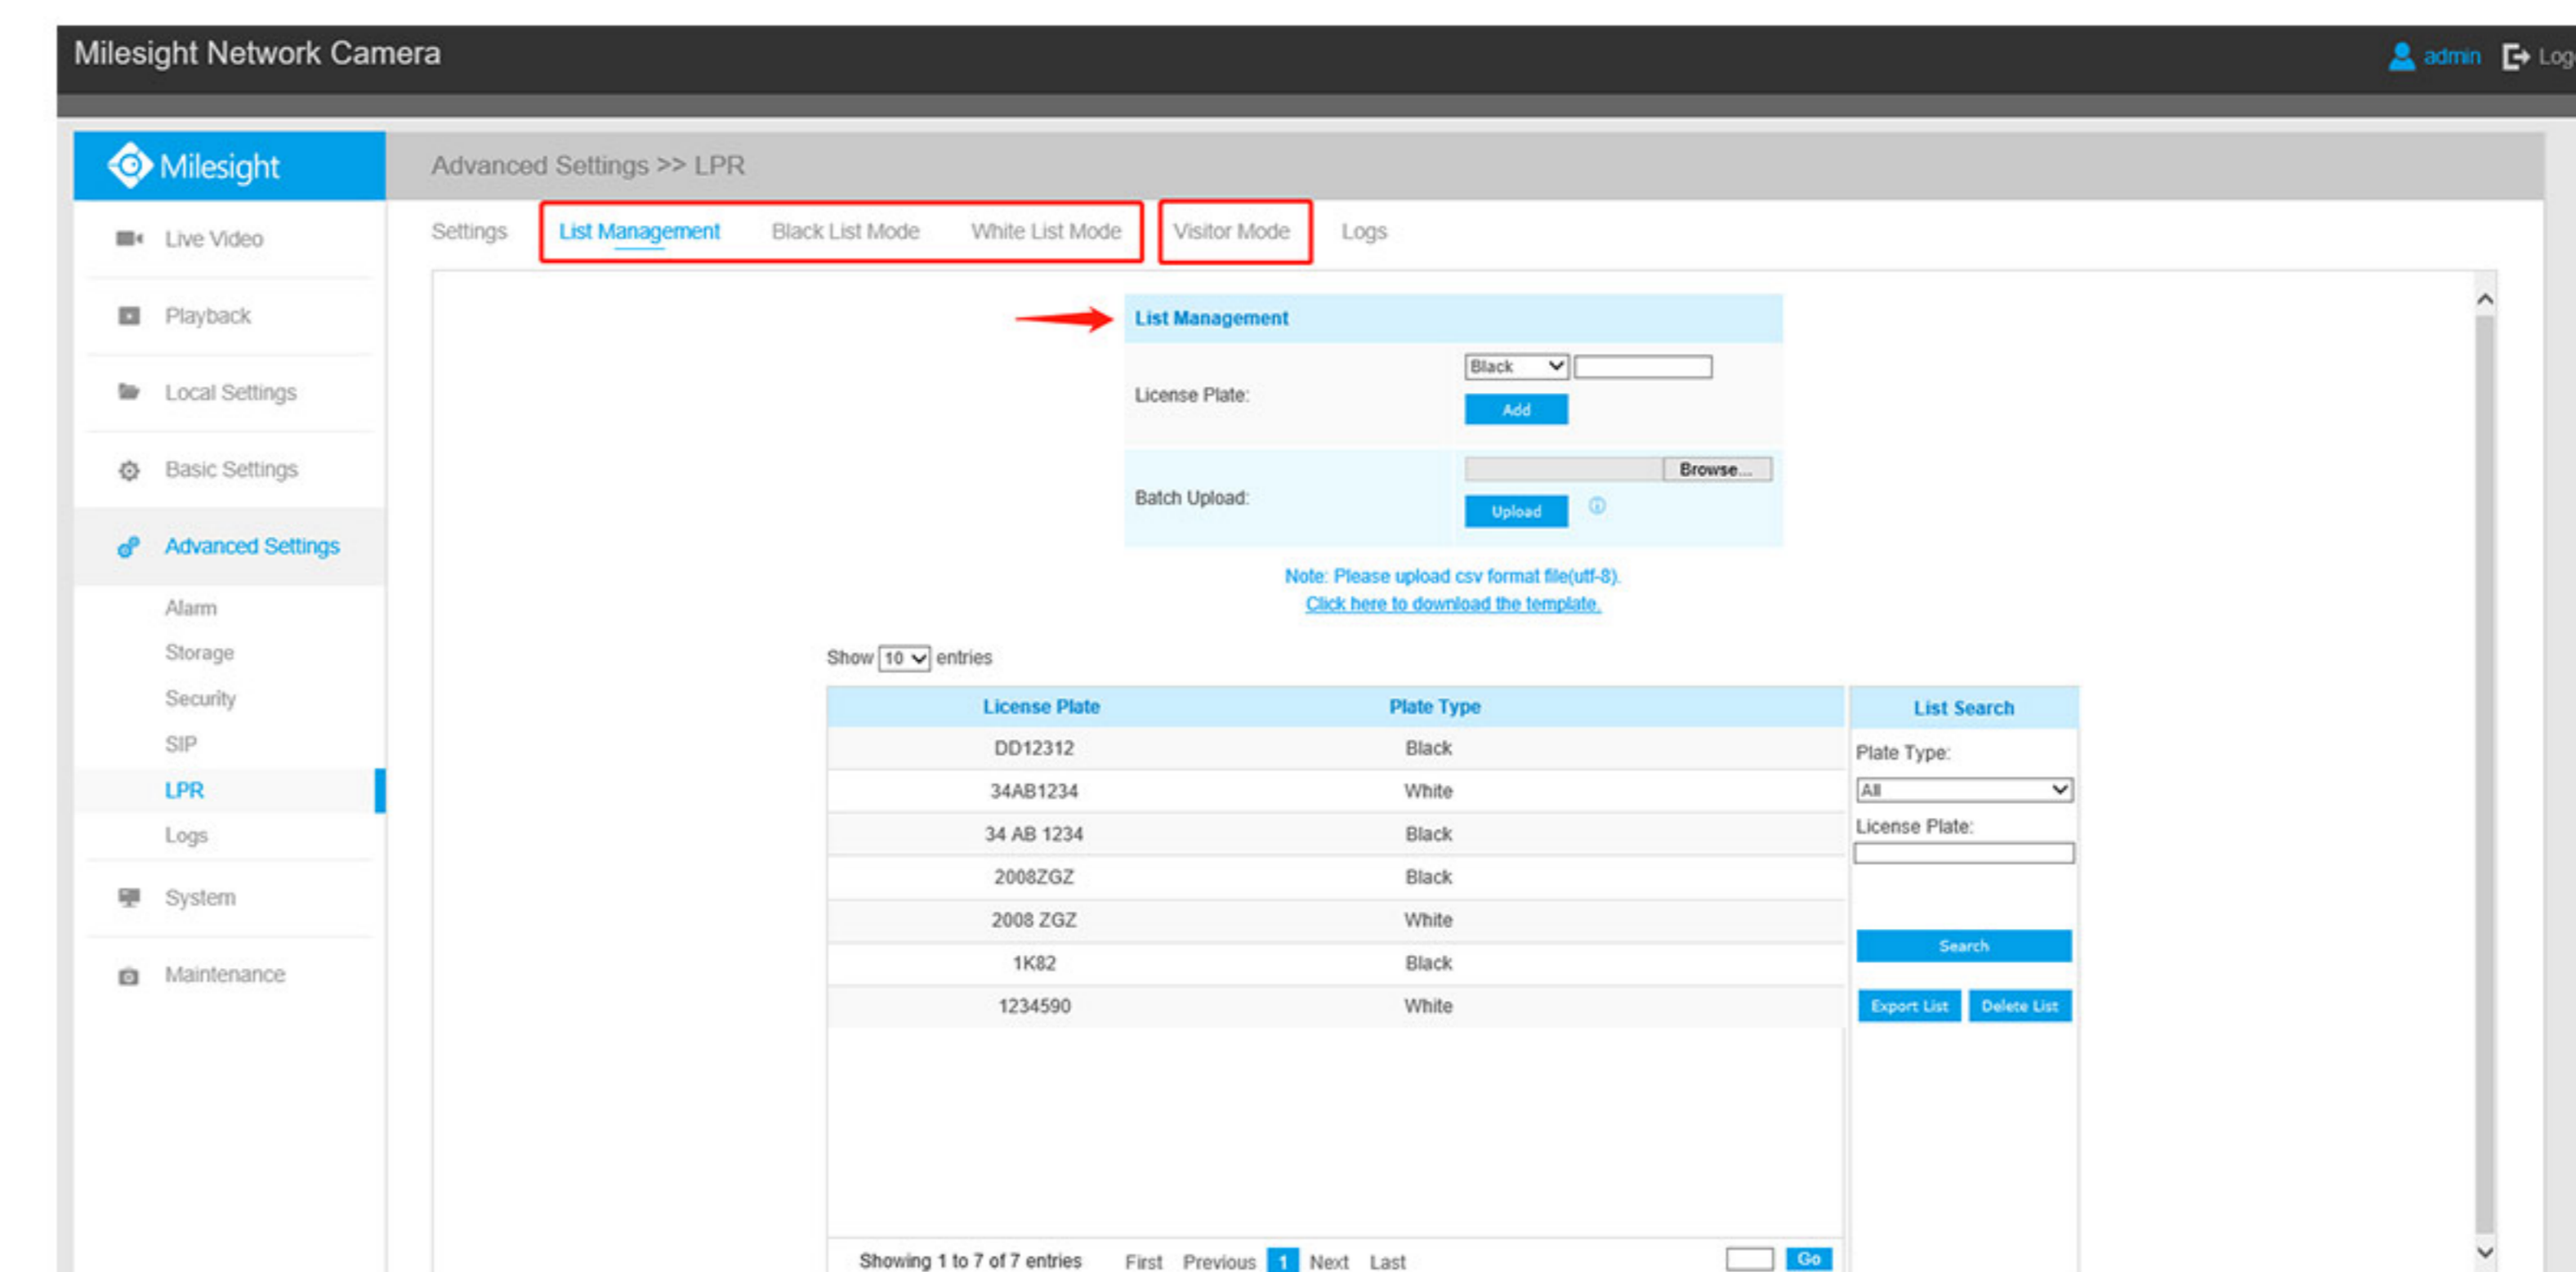 Milesight Network Camera
admin
Milesight
Advanced Settings >> LPR
Settings List Management Black List Mode White List Mode Visitor Mode Logs
Live Video
Playback
Local Settings
Basic Settings
Advanced Settings
Alarm
Storage
Security
SIP
LPR
Logs
System
Maintenance
List Management
License Plate:
Black
Add
Batch Upload:
Browse...
Upload
Note: Please upload csv format file(utf-8).
Click here to download the template.
Show 10 entries
License Plate Plate Type
DD12312 Black
34AB1234 White
34 AB 1234 Black
2008ZGZ Black
2008 ZGZ White
1K82 Black
1234590 White
Showing 1 to 7 of 7 entries First Previous 1 Next Last Go
List Search
Plate Type:
All
License Plate:
Search
Export List Delete List